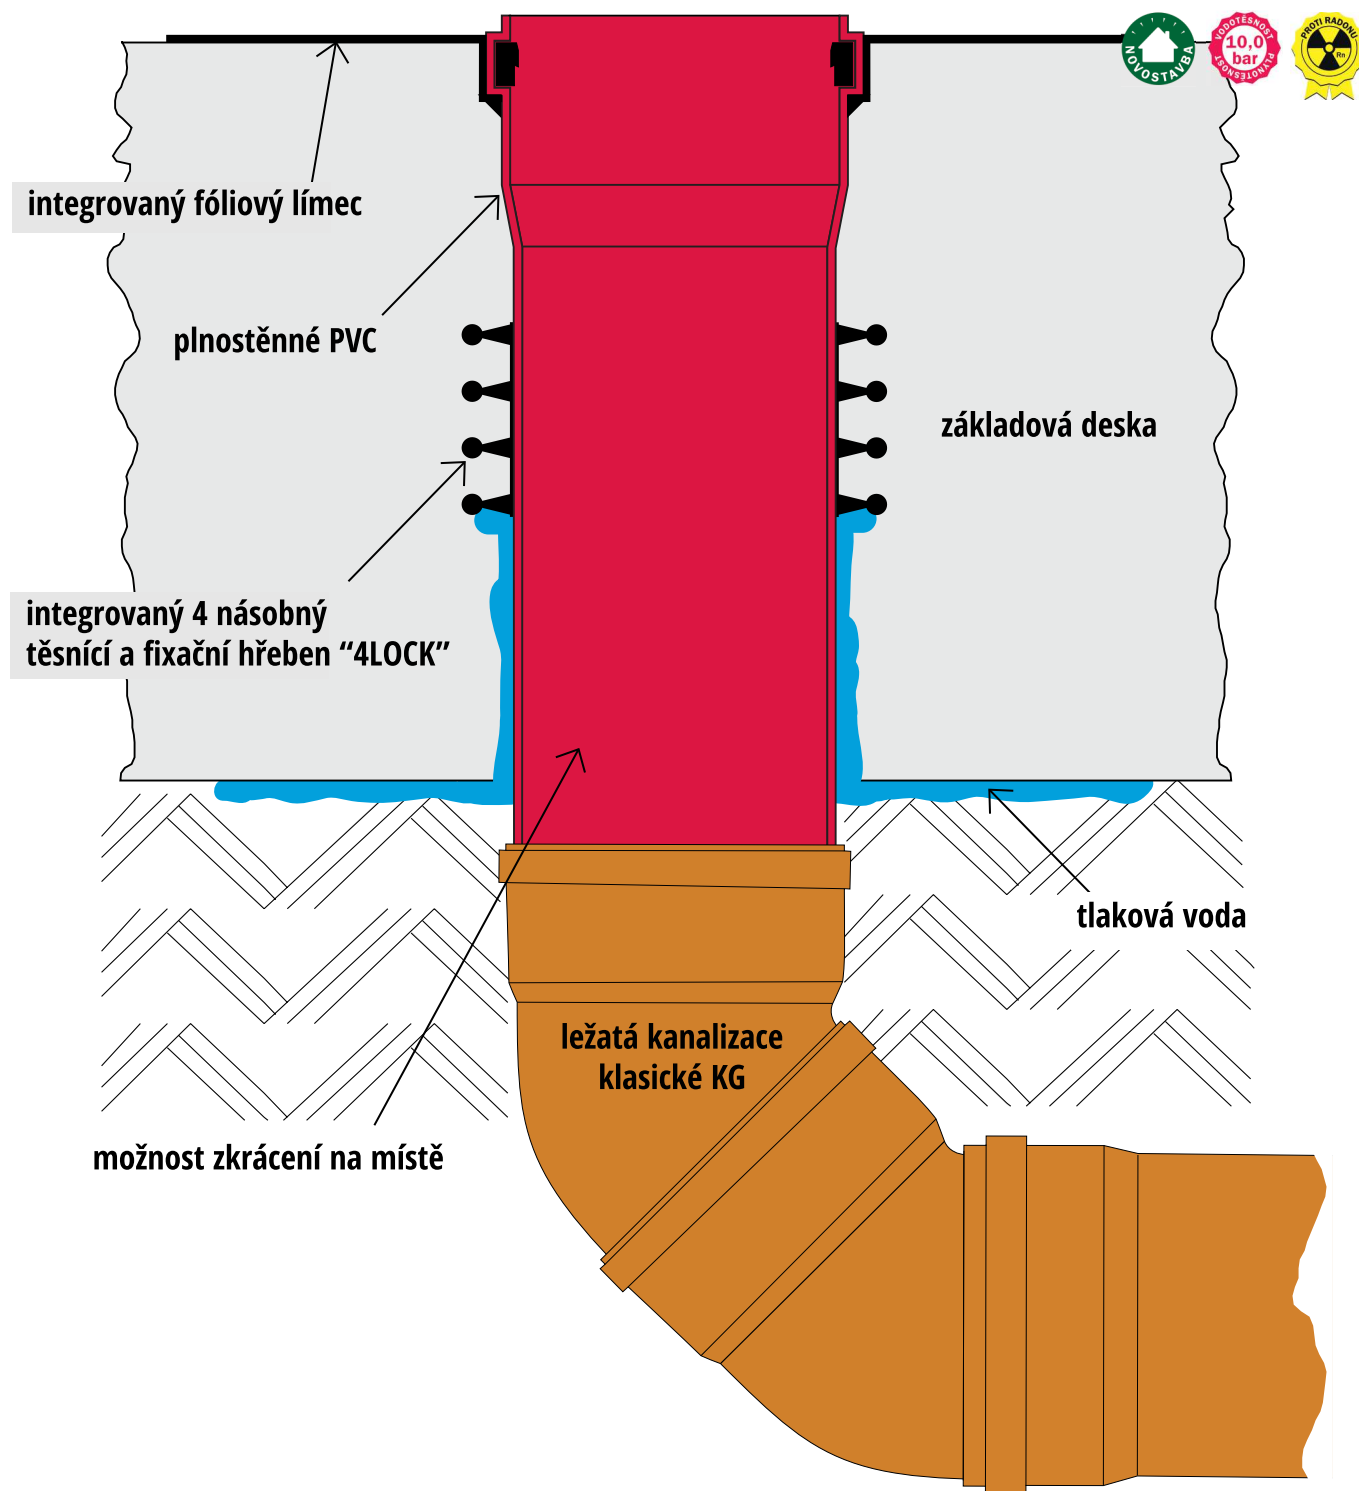 NOVOSTAVBA
VODOTĚSNOST
10,0
bar
PLYNOTĚSNOST
PROTI RADONU
Rn
integrovaný fóliový límec
plnostěnné PVC
základová deska
integrovaný 4 násobný
těsnící a fixační hřeben “4LOCK”
tlaková voda
ležatá kanalizace
klasické KG
možnost zkrácení na místě